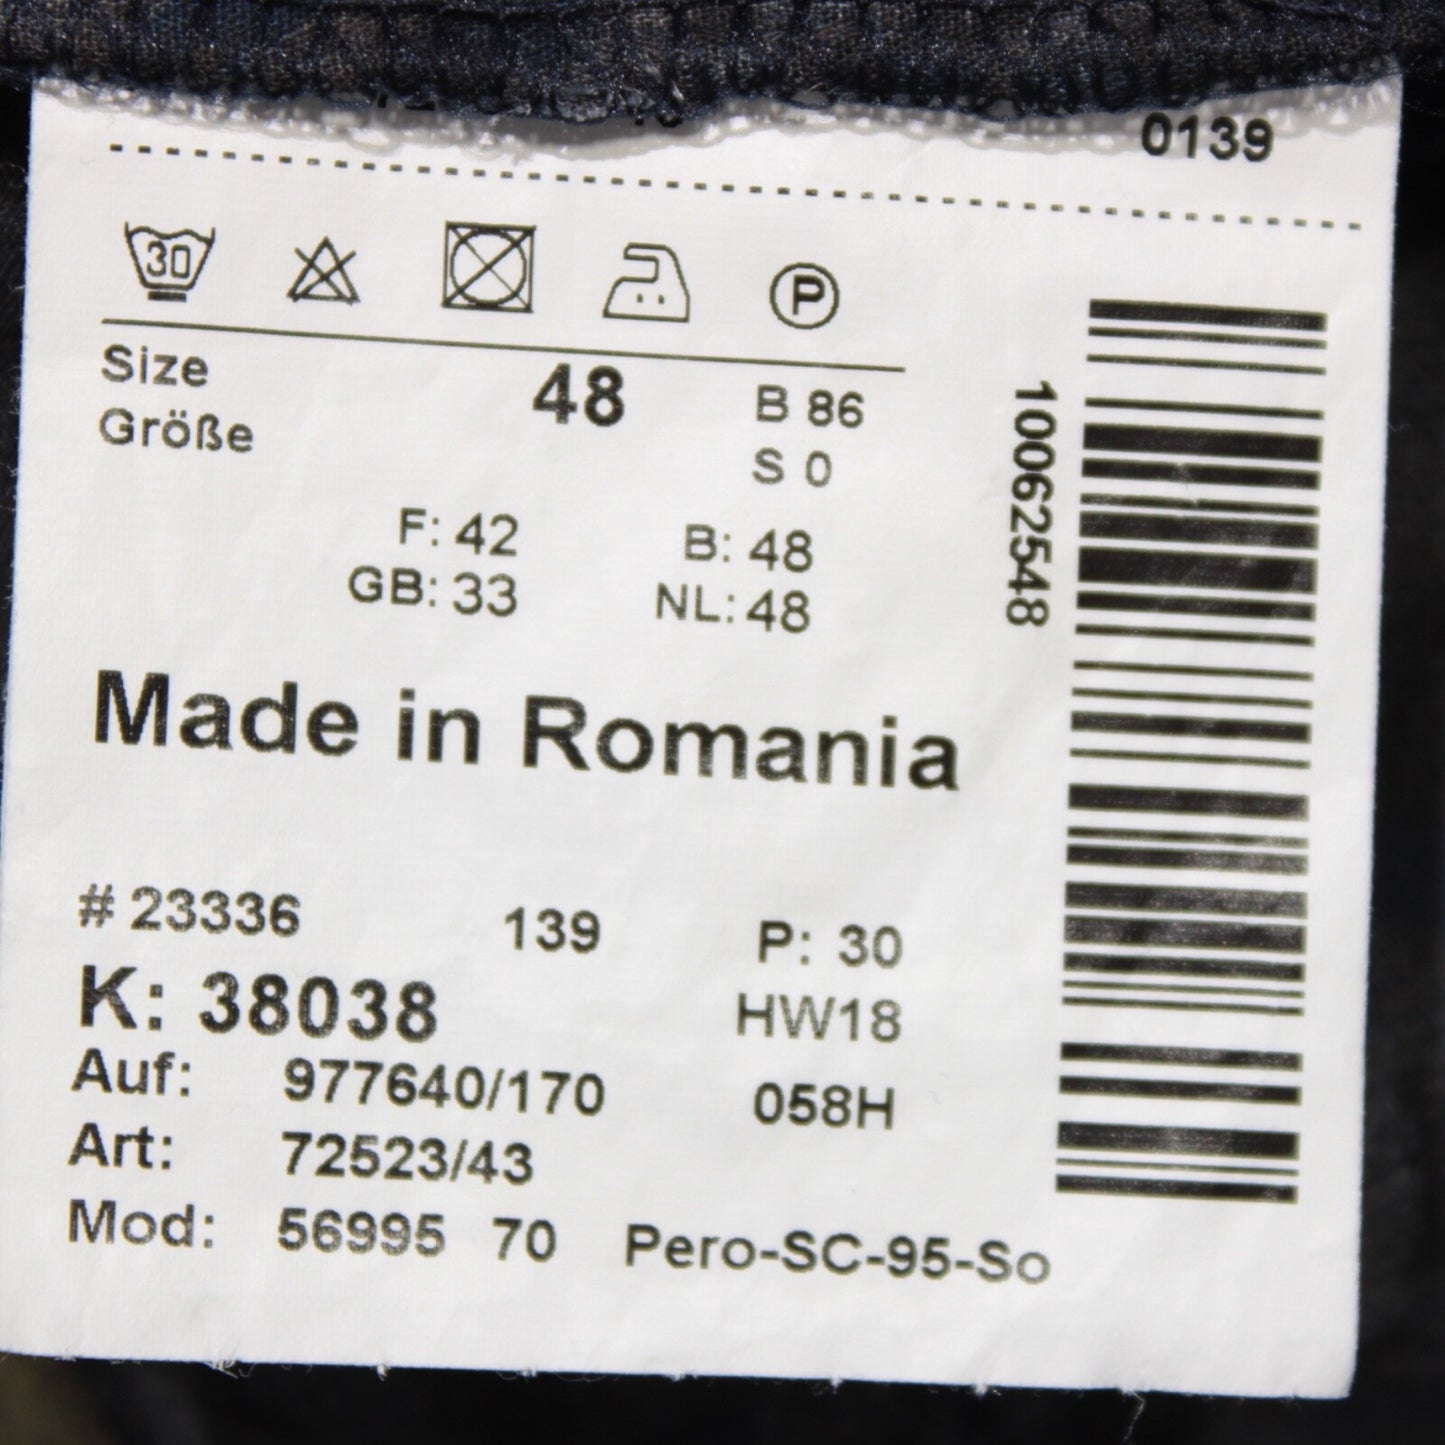 0139
30
P
Size 48 B 86
Größe S 0
F: 42 B: 48
GB: 33 NL: 48
10062548
Made in Romania
# 23336 139 P: 30
K: 38038 HW18
Auf: 977640/170 058H
Art: 72523/43
Mod: 56995 70 Pero-SC-95-So